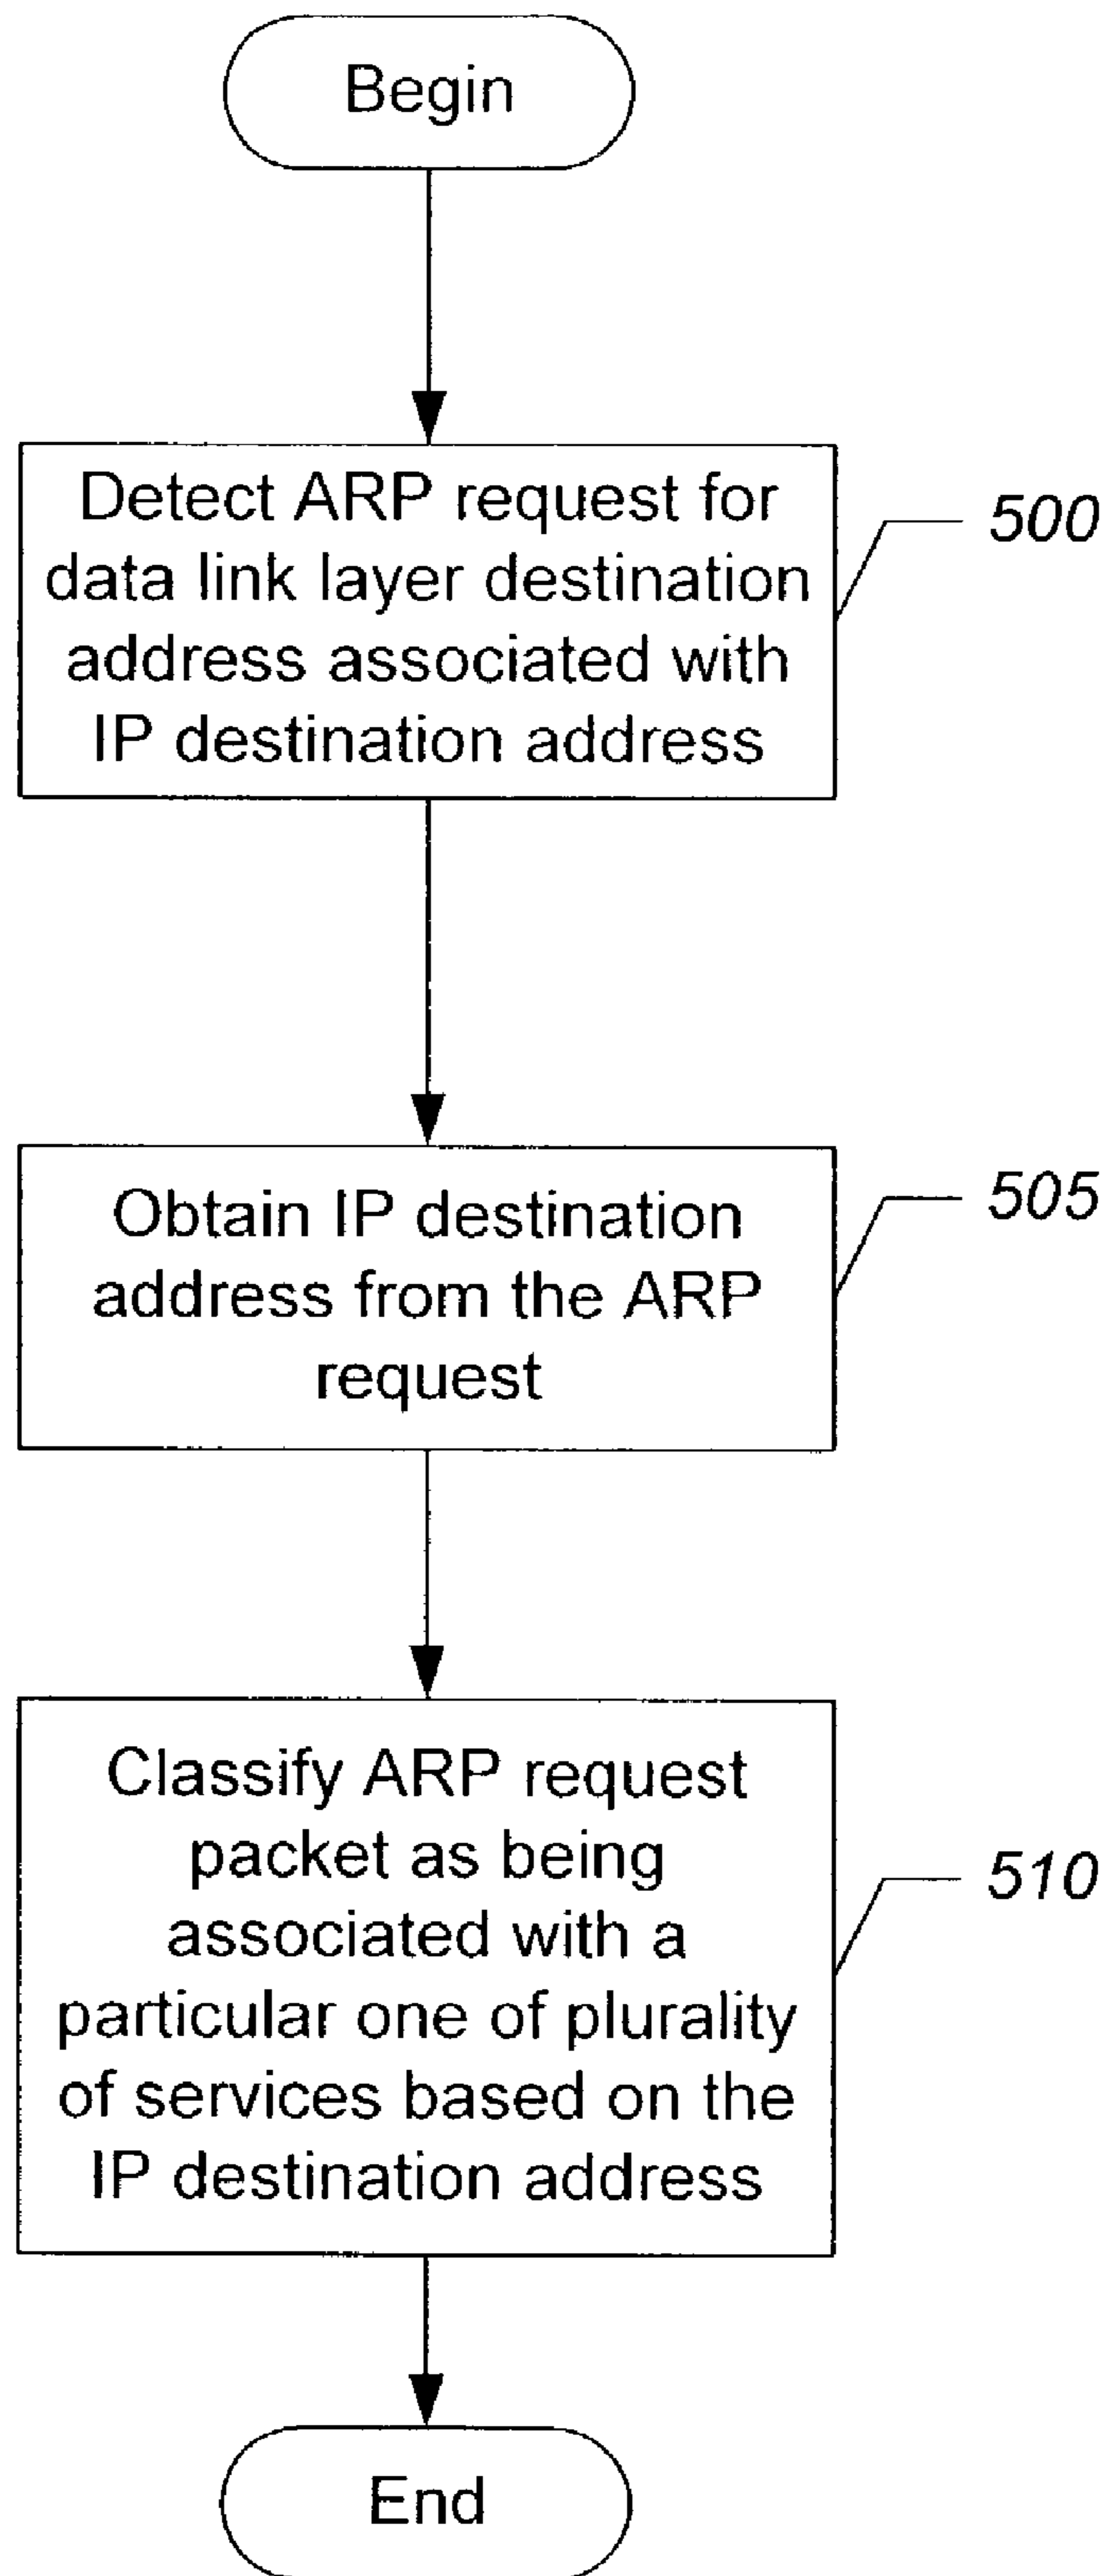 Begin
Detect ARP request for
data link layer destination
address associated with
IP destination address
500
Obtain IP destination
address from the ARP
request
505
Classify ARP request
packet as being
associated with a
particular one of plurality
of services based on the
IP destination address
510
End